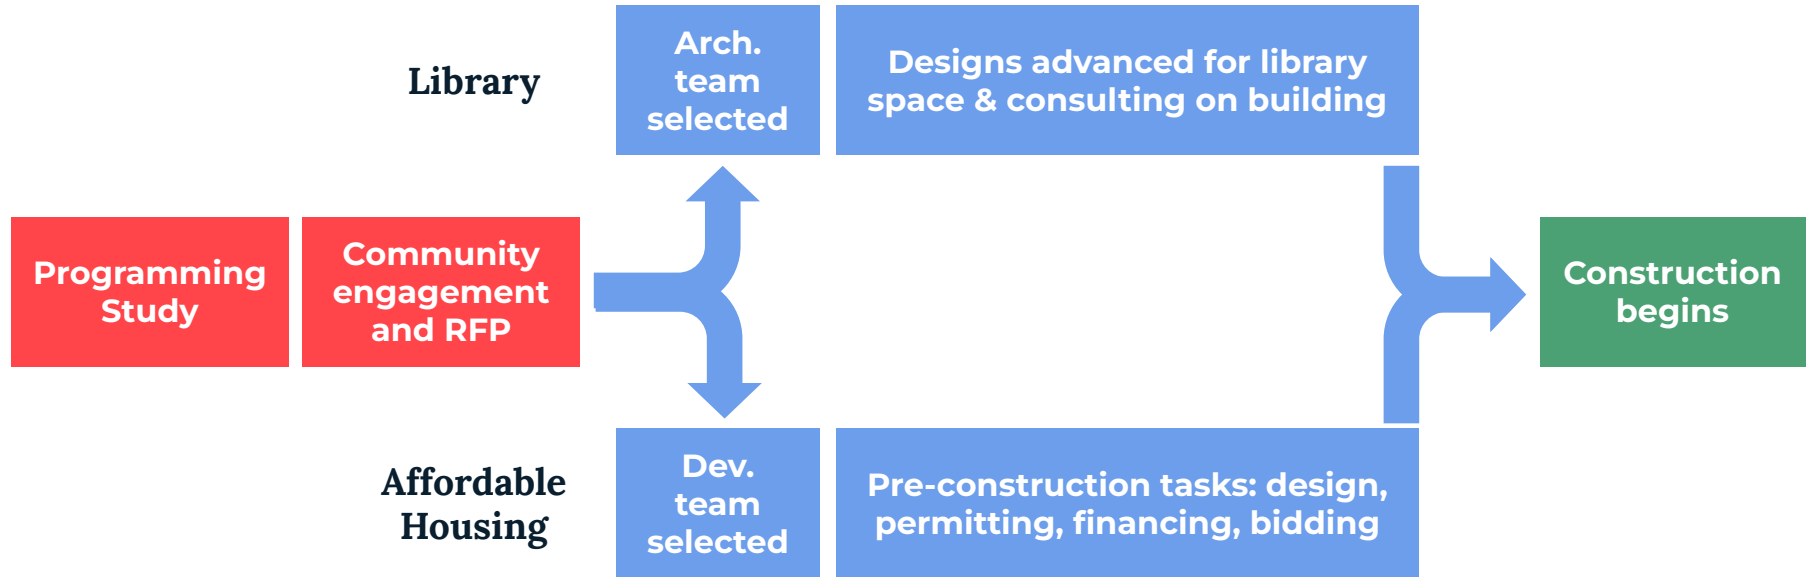 Library
Arch.
team
selected
Designs advanced for library
space & consulting on building
Programming
Study
Community
engagement
and RFP
Construction
begins
Affordable
Housing
Dev.
team
selected
Pre-construction tasks: design,
permitting, financing, bidding